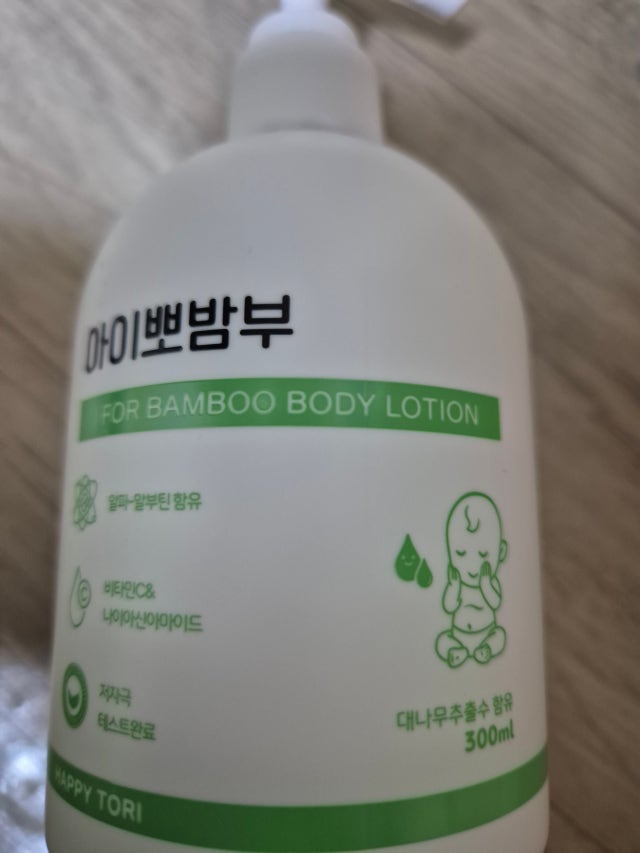 아이뽀밤부
FOR BAMBOO BODY LOTION
알파-알부틴 함유
비타민C&
나이아신아마이드
저자극
테스트완료
대나무추출수 함유
300ml
HAPPY TORI